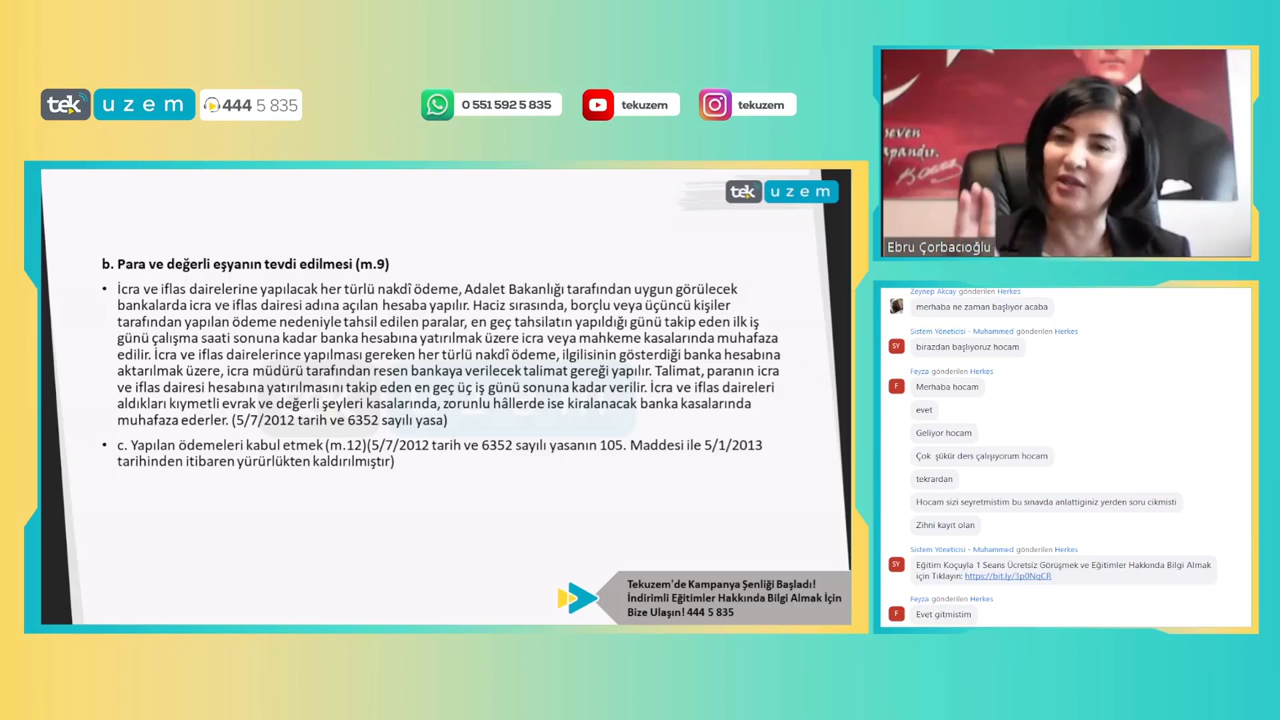 tek uzem 444 5 835
0 551 592 5 835
tekuzem
tekuzem
tek uzem
b. Para ve değerli eşyanın tevdi edilmesi (m.9)
• İcra ve iflas dairelerine yapılacak her türlü nakdî ödeme, Adalet Bakanlığı tarafından uygun görülecek
bankalarda icra ve iflas dairesi adına açılan hesaba yapılır. Haciz sırasında, borçlu veya üçüncü kişiler
tarafından yapılan ödeme nedeniyle tahsil edilen paralar, en geç tahsilatın yapıldığı günü takip eden ilk iş
günü çalışma saati sonuna kadar banka hesabına yatırılmak üzere icra veya mahkeme kasalarında muhafaza
edilir. İcra ve iflas dairelerince yapılması gereken her türlü nakdî ödeme, ilgilisinin gösterdiği banka hesabına
aktarılmak üzere, icra müdürü tarafından resen bankaya verilecek talimat gereği yapılır. Talimat, paranın icra
ve iflas dairesi hesabına yatırılmasını takip eden en geç üç iş günü sonuna kadar verilir. İcra ve iflas daireleri
aldıkları kıymetli evrak ve değerli şeyleri kasalarında, zorunlu hâllerde ise kiralanacak banka kasalarında
muhafaza ederler. (5/7/2012 tarih ve 6352 sayılı yasa)
• c. Yapılan ödemeleri kabul etmek (m.12)(5/7/2012 tarih ve 6352 sayılı yasanın 105. Maddesi ile 5/1/2013
tarihinden itibaren yürürlükten kaldırılmıştır)
Tekuzem'de Kampanya Şenliği Başladı!
İndirimli Eğitimler Hakkında Bilgi Almak İçin
Bize Ulaşın! 444 5 835
seven
apandır.
Ebru Çorbacıoğlu
Zeynep Akcay gönderilen Herkes
merhaba ne zaman başlıyor acaba
Sistem Yöneticisi - Muhammed gönderilen Herkes
SY birazdan başlıyoruz hocam
Feyza gönderilen Herkes
F Merhaba hocam
evet
Geliyor hocam
Çok şükür ders çalışıyorum hocam
tekrardan
Hocam sizi seyretmistim bu sınavda anlattiginiz yerden soru cikmisti
Zihni kayıt olan
Sistem Yöneticisi - Muhammed gönderilen Herkes
SY Eğitim Koçuyla 1 Seans Ücretsiz Görüşmek ve Eğitimler Hakkında Bilgi Almak
için Tıklayın: https://bit.ly/3p0NqCR
Feyza gönderilen Herkes
F Evet gitmistim